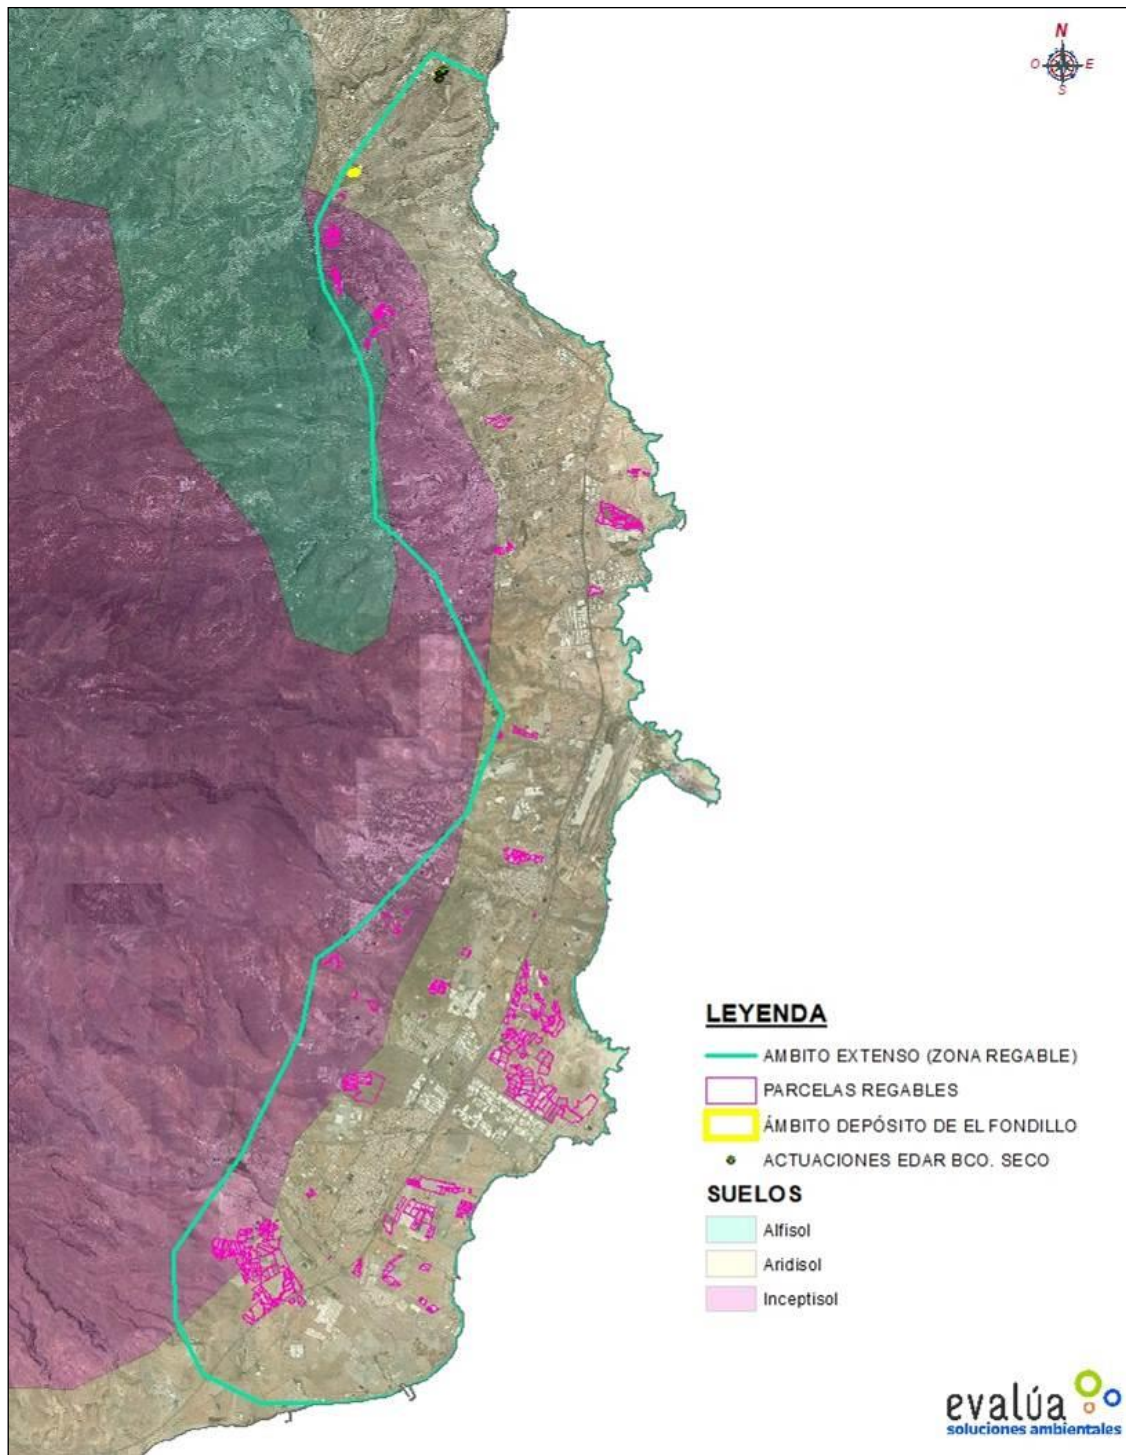 N
O E
S
LEYENDA
AMBITO EXTENSO (ZONA REGABLE)
PARCELAS REGABLES
ÁMBITO DEPÓSITO DE EL FONDILLO
ACTUACIONES EDAR BCO. SECO
SUELOS
Alfisol
Aridisol
Inceptisol
evalúa
soluciones ambientales